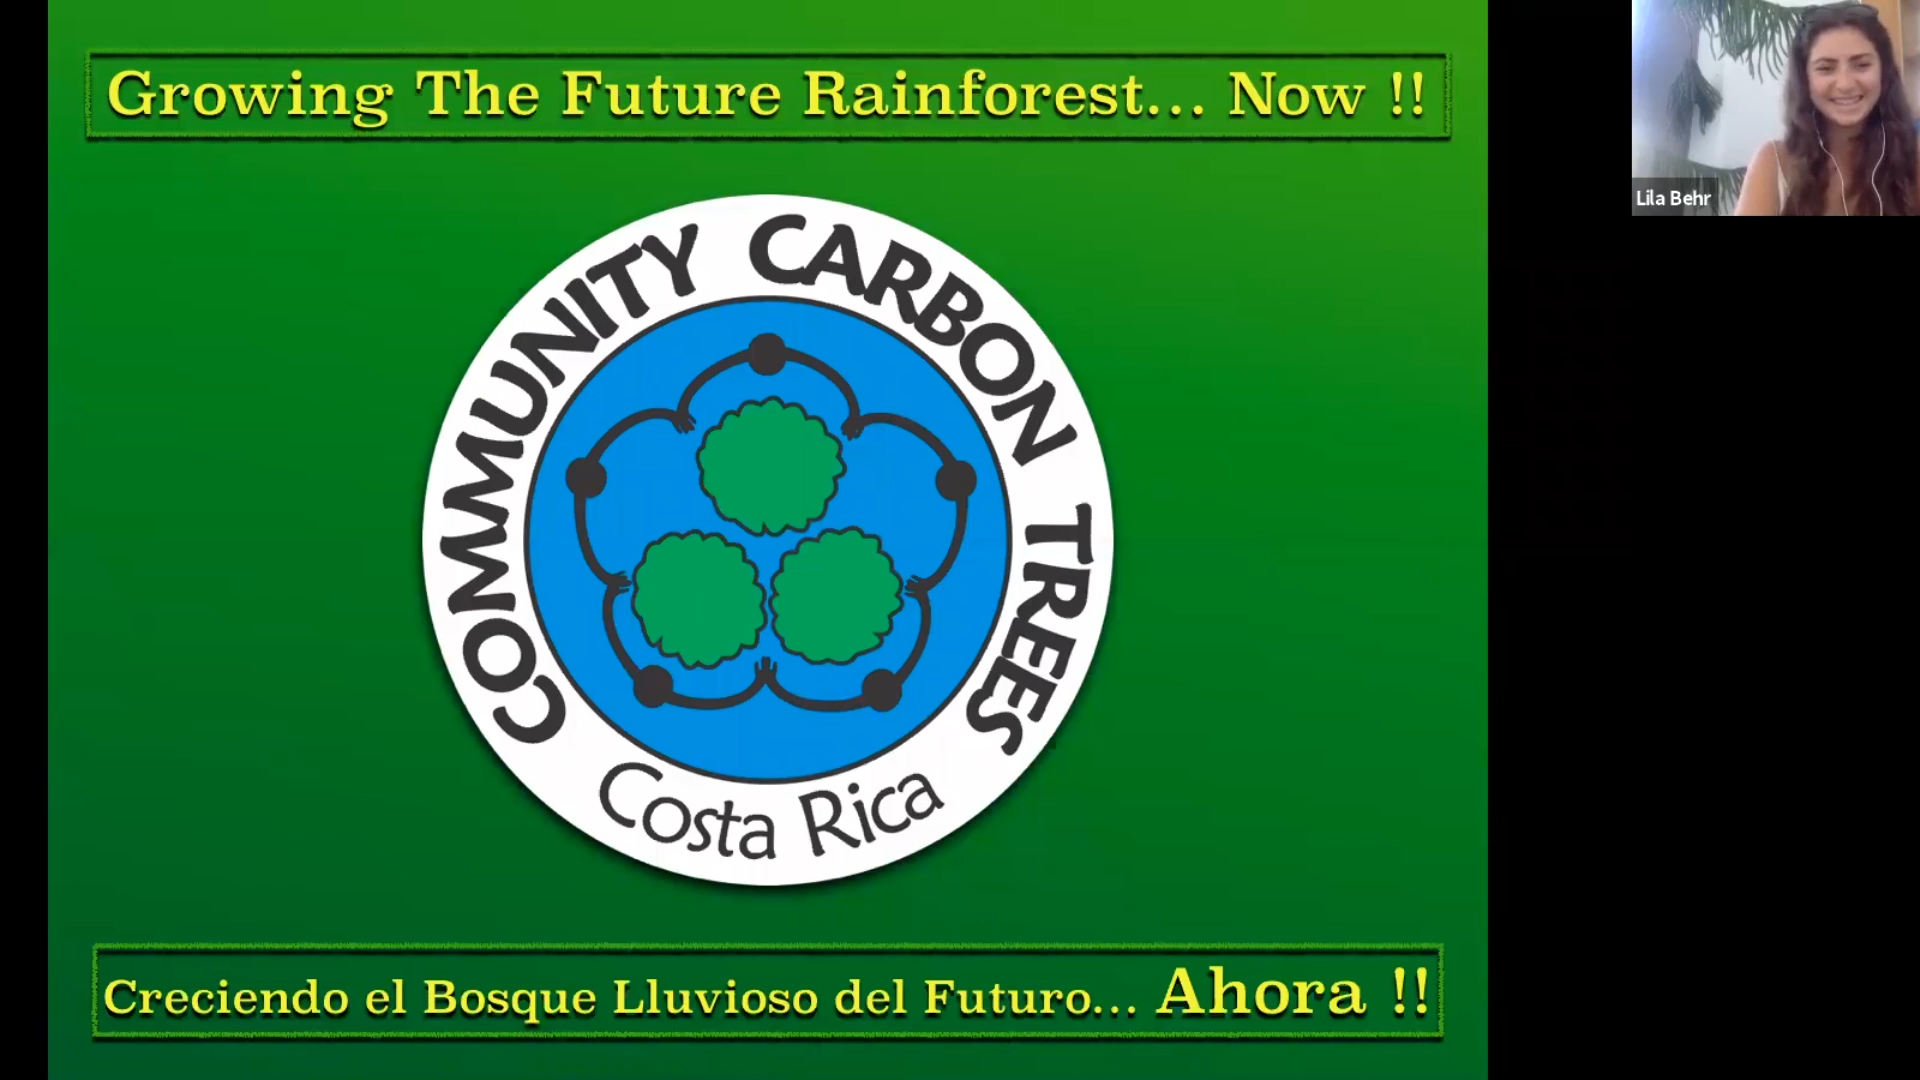 Growing The Future Rainforest... Now !!
Lila Behr
COMMUNITY CARBON TREES
Costa Rica
Creciendo el Bosque Lluvioso del Futuro... Ahora !!